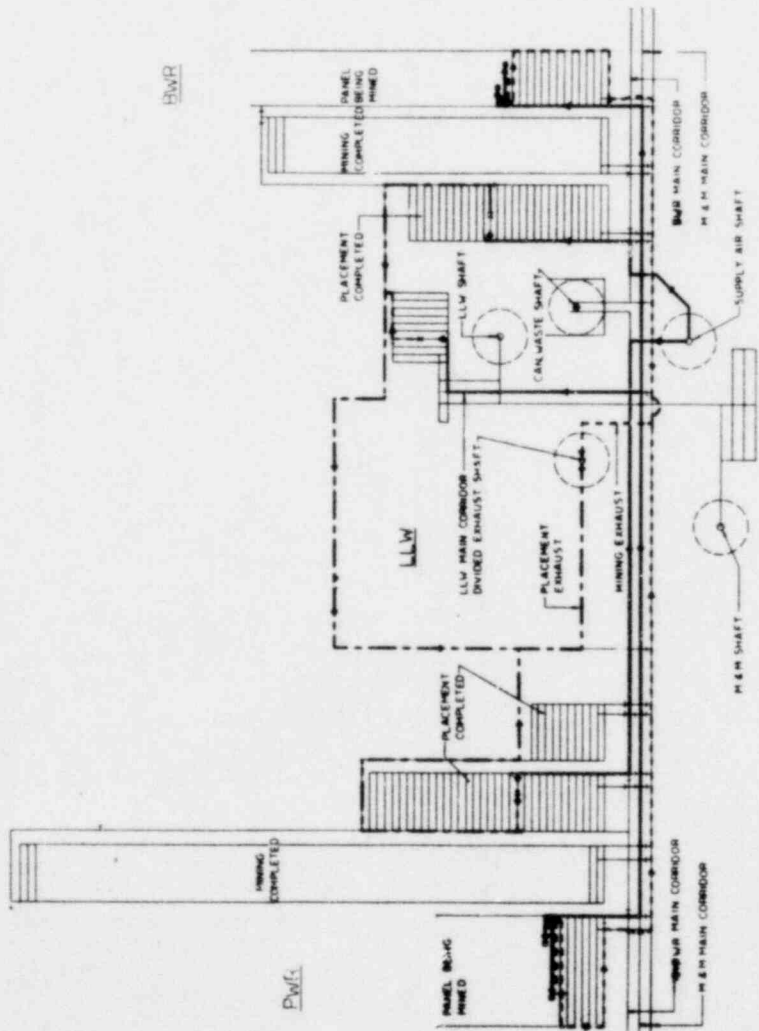 PWR
BWR
MINING
COMPLETED
PLACEMENT
COMPLETED
MINING
COMPLETED
PANEL
BEING
MINED
LLW
LLW SHAFT
PANEL BEING
MINED
PLACEMENT
COMPLETED
LLW MAIN CORRIDOR
DIVIDED EXHAUST SHAFT
CAN.WASTE SHAFT
PLACEMENT
EXHAUST
MINING EXHAUST
MAIN CORRIDOR
M & M MAIN CORRIDOR
BWR MAIN CORRIDOR
M & M MAIN CORRIDOR
M & M SHAFT
SUPPLY AIR SHAFT